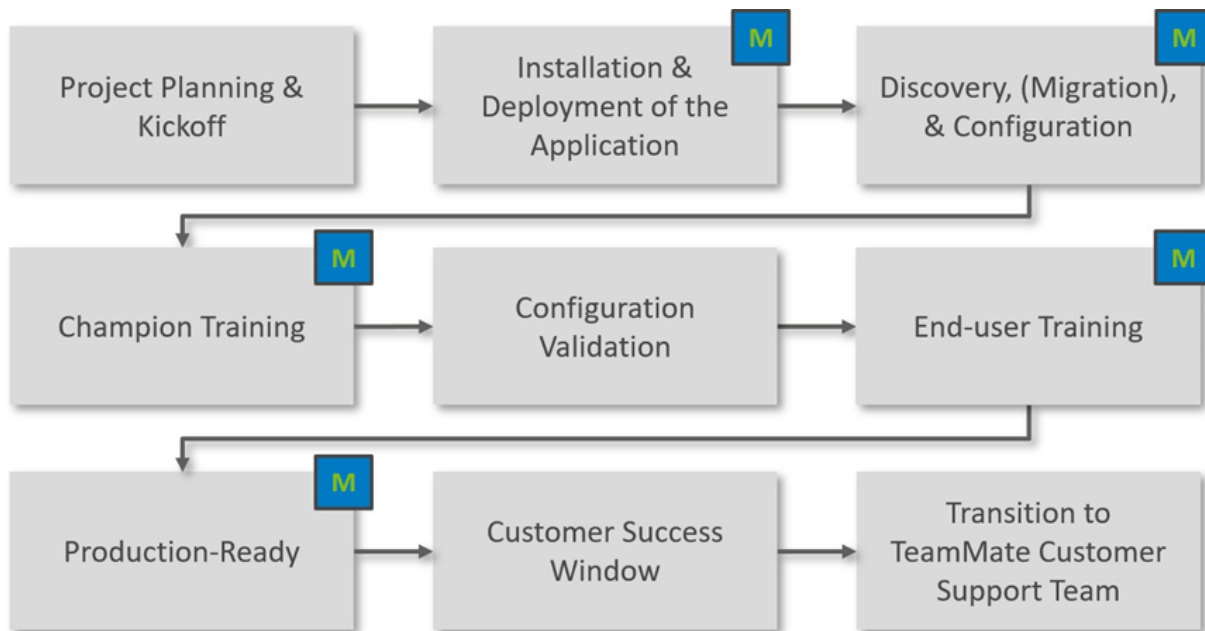 Project Planning &
Kickoff
M
Installation &
Deployment of the
Application
M
Discovery, (Migration),
& Configuration
M
Champion Training
Configuration
Validation
M
End-user Training
M
Production-Ready
Customer Success
Window
Transition to
TeamMate Customer
Support Team